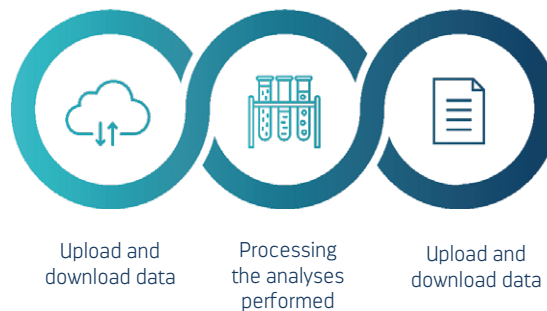 Upload and
download data
Processing
the analyses
performed
Upload and
download data